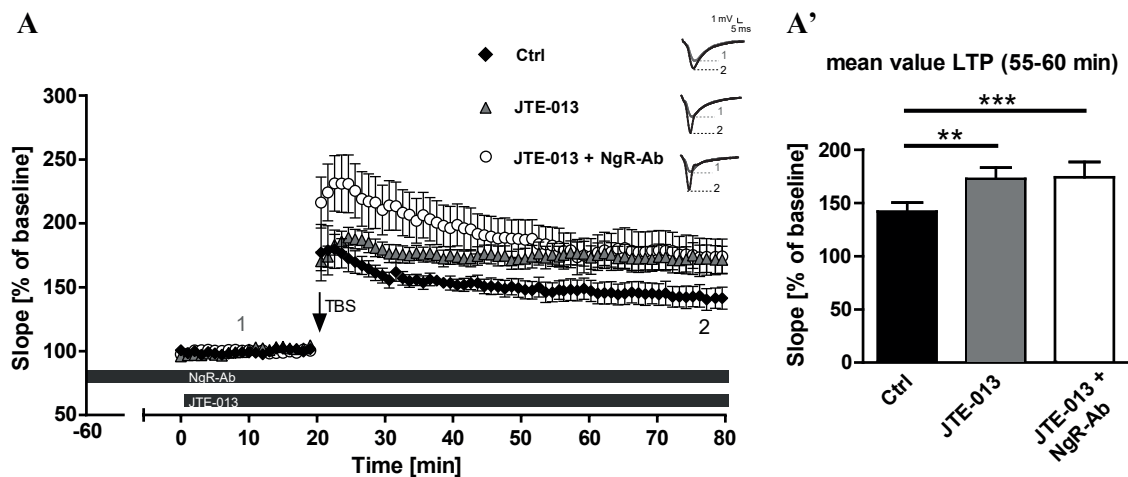 A
1 mV
5 ms
Ctrl
1
2
JTE-013
1
2
JTE-013 + NgR-Ab
1
2
Slope [% of baseline]
300
250
200
150
100
50
1
TBS
2
NgR-Ab
JTE-013
-60
0
10
20
30
40
50
60
70
80
Time [min]
A’
mean value LTP (55-60 min)
***
**
Slope [% of baseline]
200
150
100
50
0
Ctrl
JTE-013
JTE-013 +
NgR-Ab